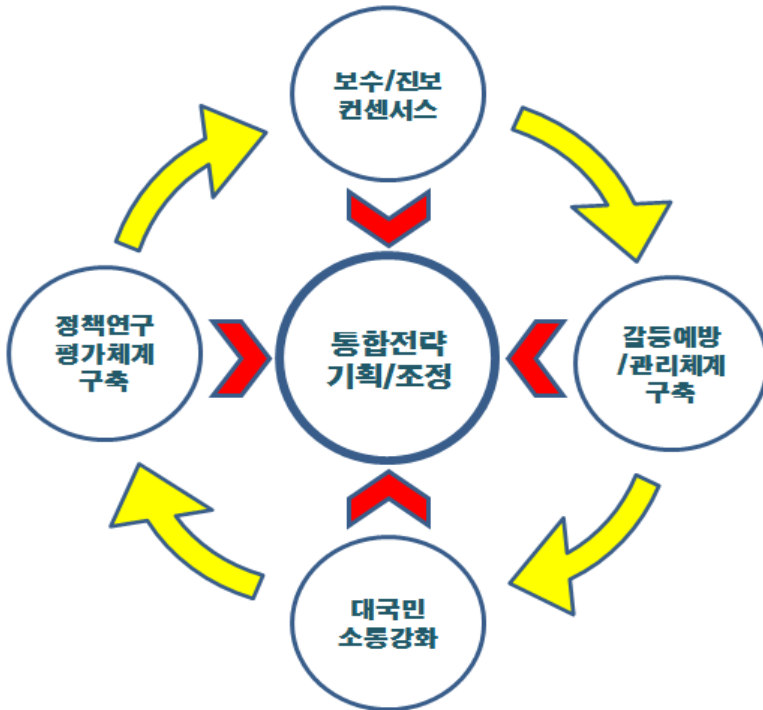 보수/진보
컨센서스
정책연구
평가체계
구축
통합전략
기획/조정
갈등예방
/관리체계
구축
대국민
소통강화